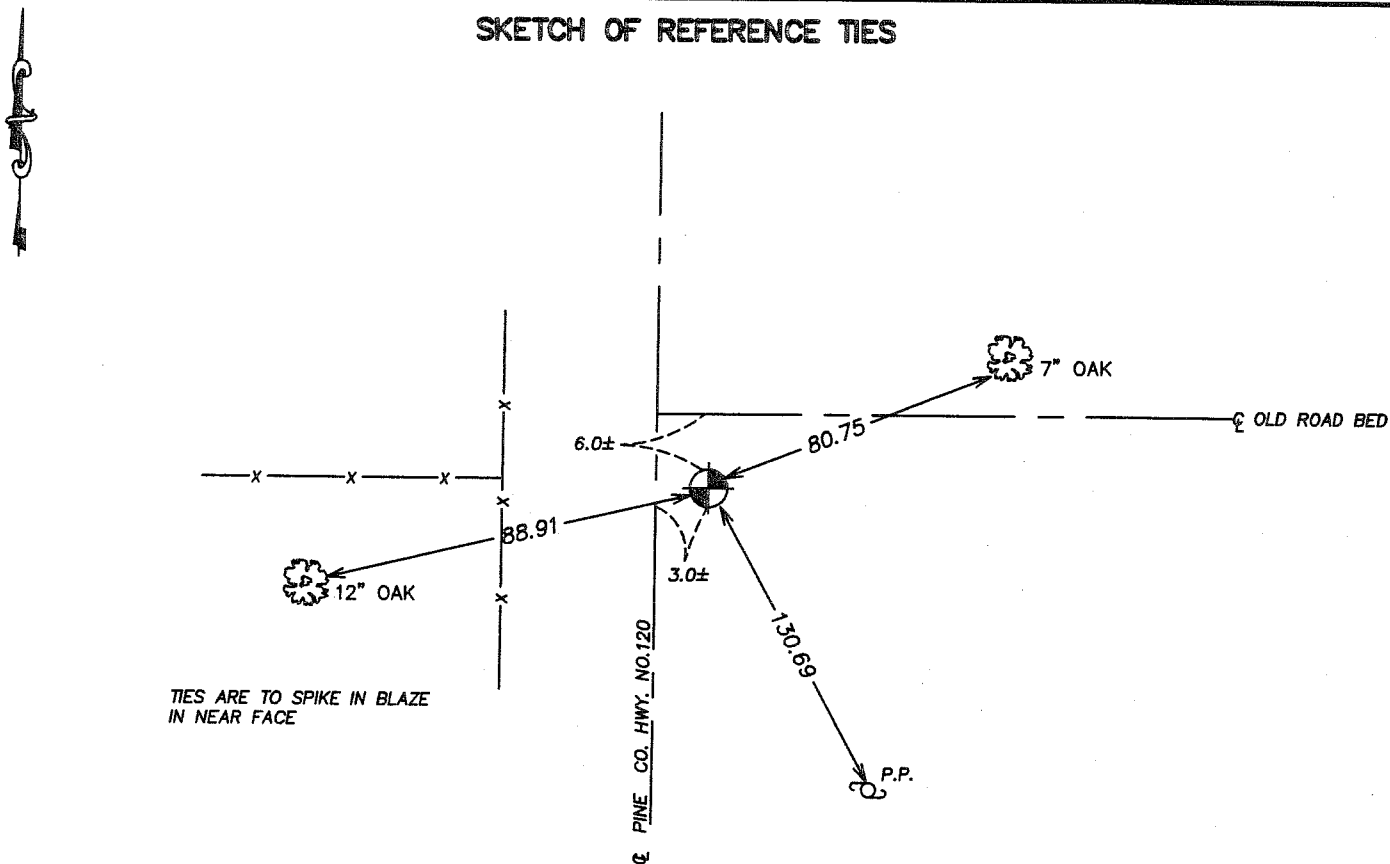 SKETCH OF REFERENCE TIES
7" OAK
℄ OLD ROAD BED
80.75
6.0±
88.91
3.0±
12" OAK
130.69
℄ PINE CO. HWY. NO.120
TIES ARE TO SPIKE IN BLAZE
IN NEAR FACE
P.P.
x
x
x
x
x
x